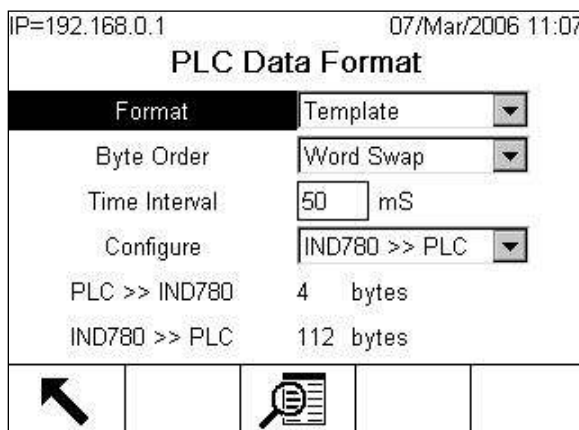 IP=192.168.0.1 07/Mar/2006 11:07
PLC Data Format
Format Template
Byte Order Word Swap
Time Interval 50 mS
Configure IND780 >> PLC
PLC >> IND780 4 bytes
IND780 >> PLC 112 bytes